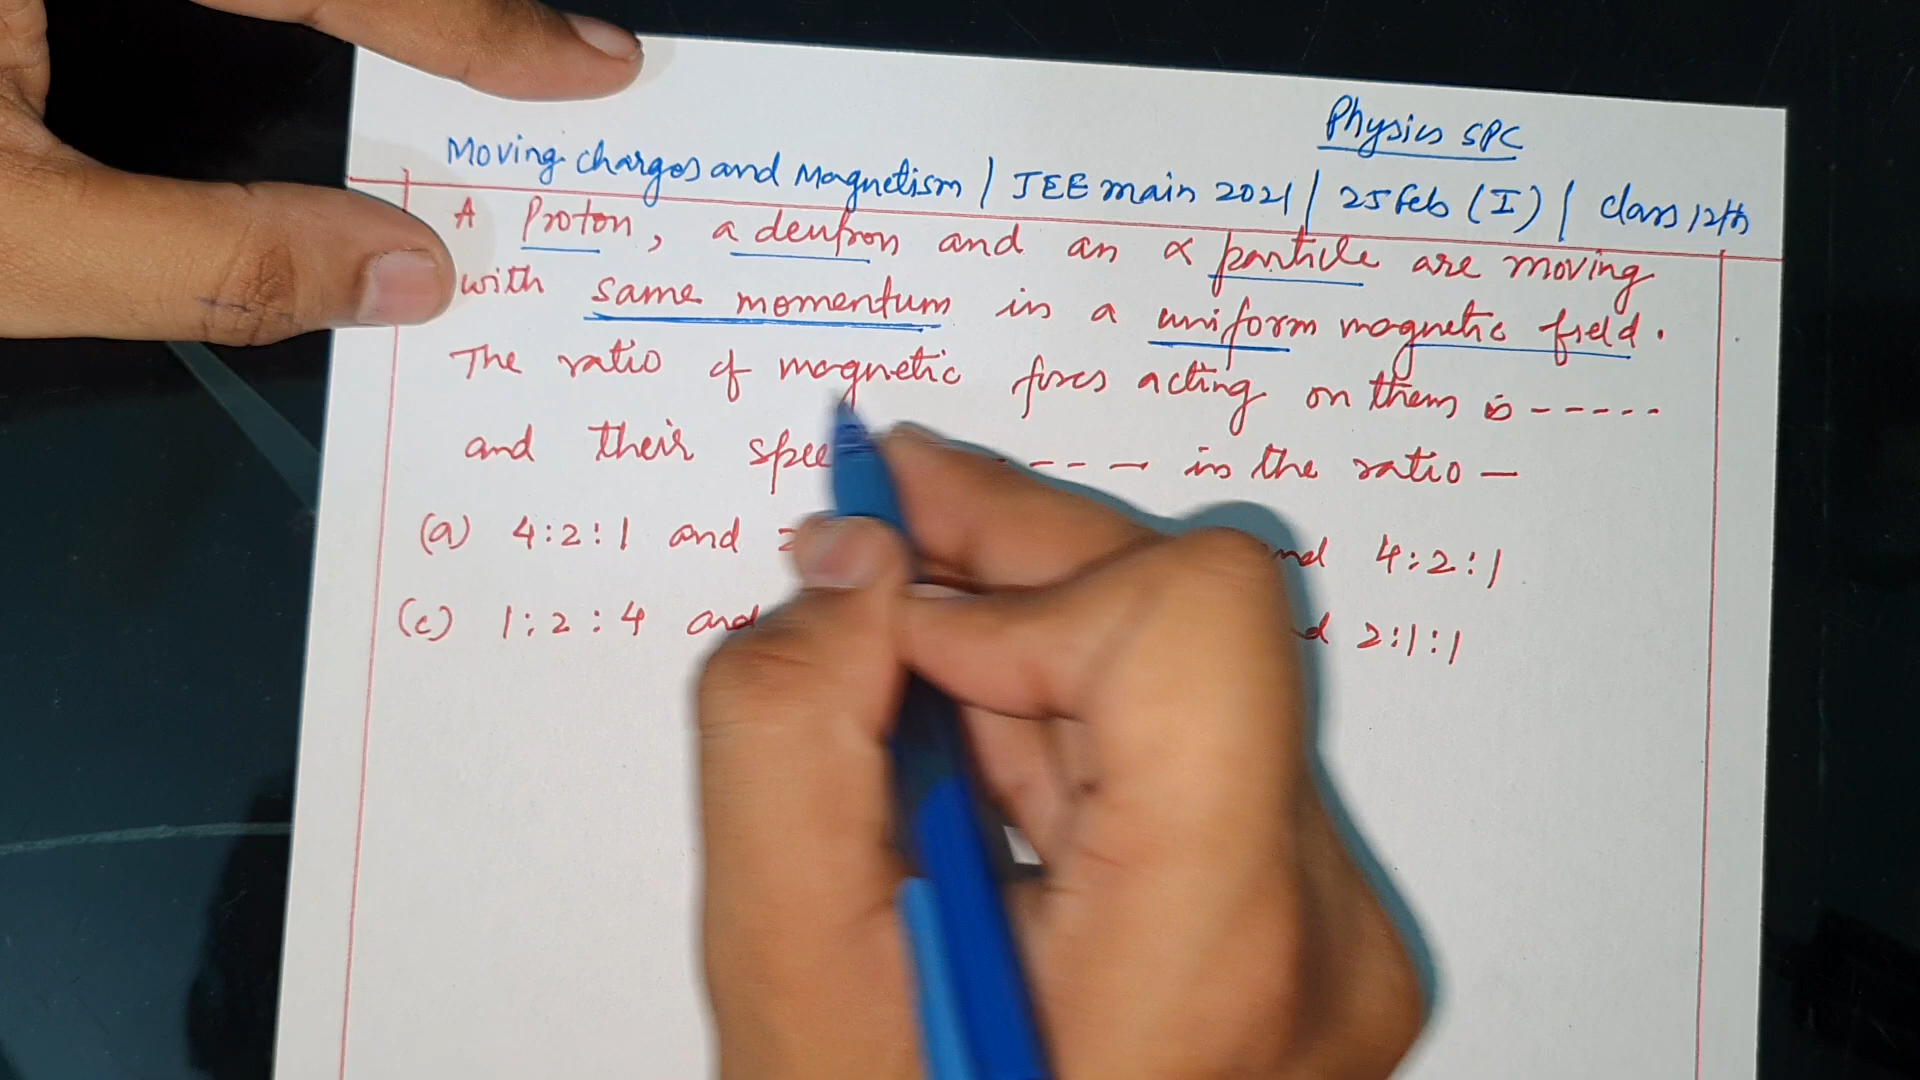 Physics SPC
Moving charges and Magnetism | JEE main 2021 | 25 Feb (I) | class 12th
A Proton, a deutron and an α particle are moving
with same momentum in a uniform magnetic field.
The ratio of magnetic forces acting on them is -----
and their spee --- in the ratio —
(a) 4:2:1 and 2 nd 4:2:1
(c) 1:2:4 and d 2:1:1